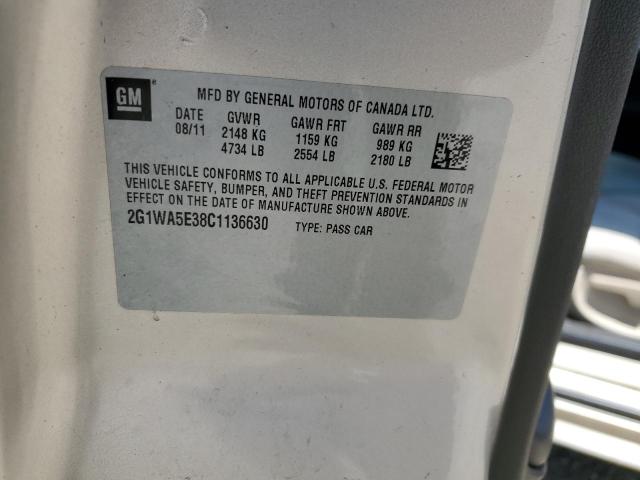 GM
MFD BY GENERAL MOTORS OF CANADA LTD.
DATE GVWR GAWR FRT GAWR RR
08/11 2148 KG 1159 KG 989 KG
4734 LB 2554 LB 2180 LB
THIS VEHICLE CONFORMS TO ALL APPLICABLE U.S. FEDERAL MOTOR
VEHICLE SAFETY, BUMPER, AND THEFT PREVENTION STANDARDS IN
EFFECT ON THE DATE OF MANUFACTURE SHOWN ABOVE.
2G1WA5E38C1136630 TYPE: PASS CAR